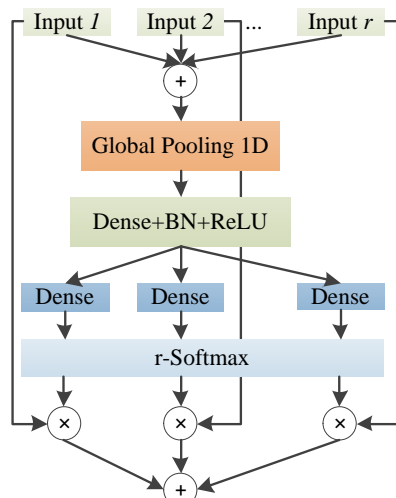 Input 1 Input 2 ... Input r
+
Global Pooling 1D
Dense+BN+ReLU
Dense Dense Dense
r-Softmax
× × ×
+